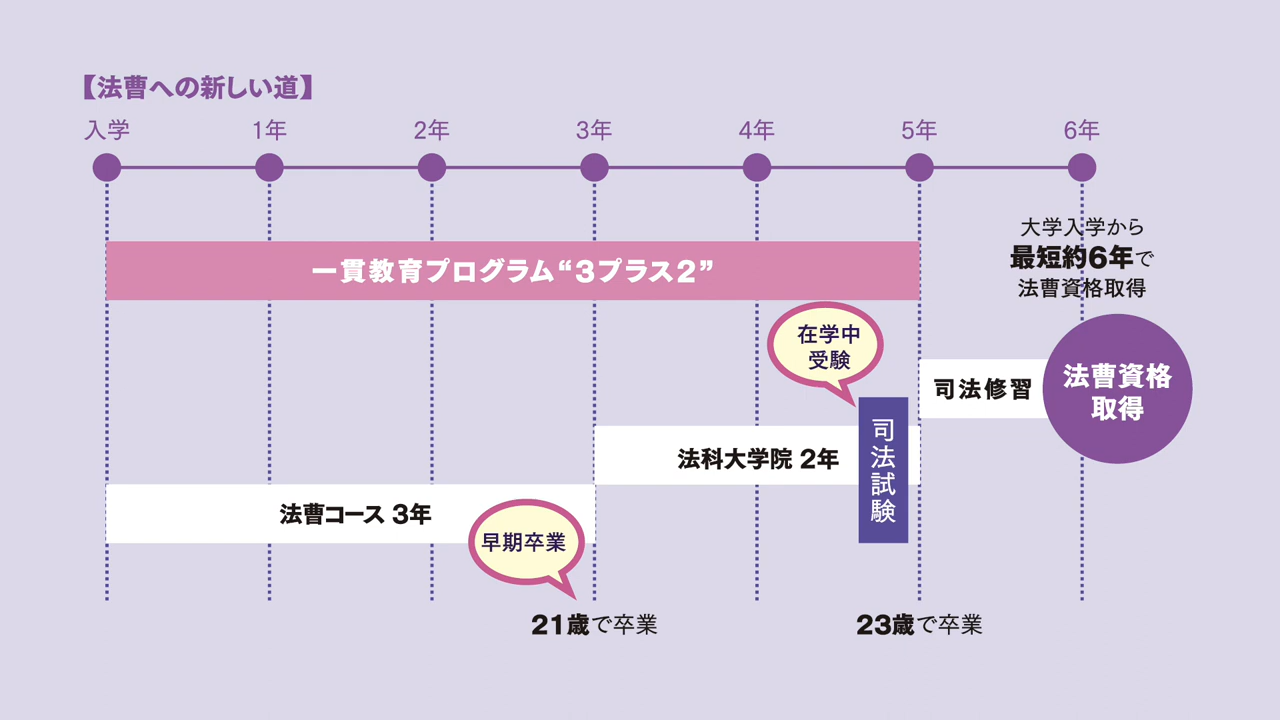 【法曹への新しい道】
入学 1年 2年 3年 4年 5年 6年
一貫教育プログラム“3プラス2”
大学入学から
最短約6年で
法曹資格取得
在学中
受験
司法修習
法曹資格
取得
司法試験
法科大学院 2年
法曹コース 3年
早期卒業
21歳で卒業
23歳で卒業